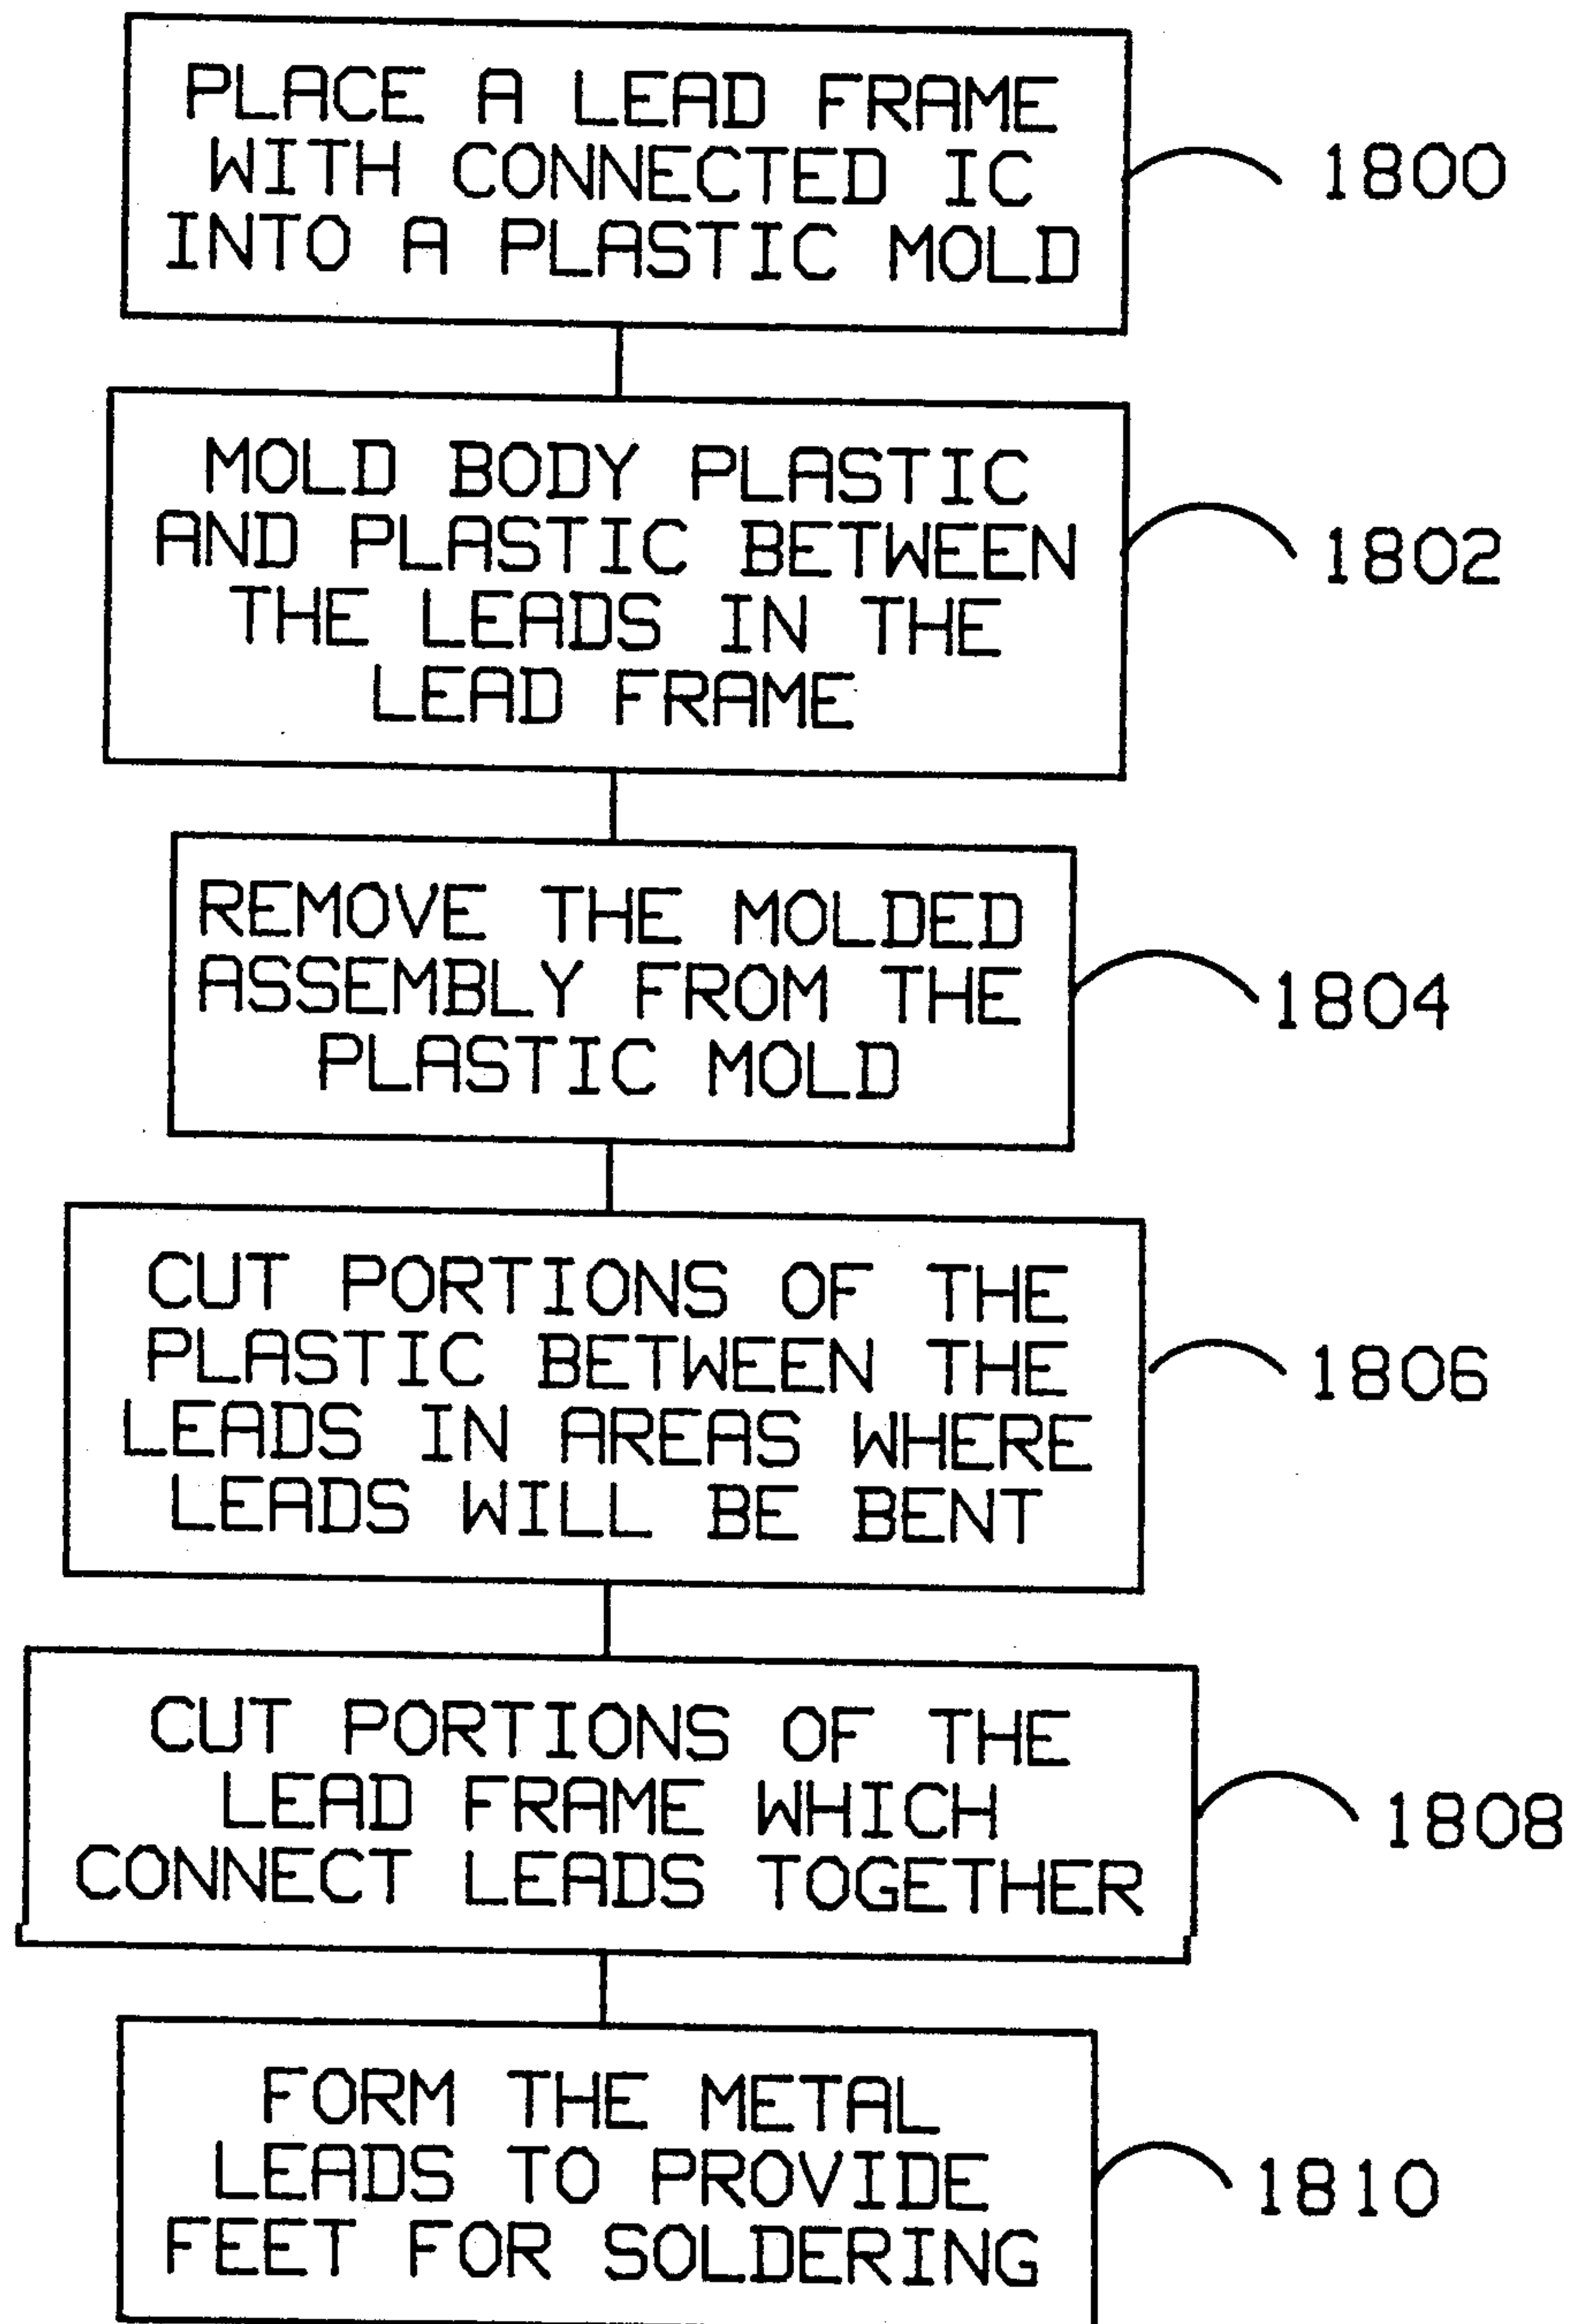 PLACE A LEAD FRAME
WITH CONNECTED IC
INTO A PLASTIC MOLD
1800
MOLD BODY PLASTIC
AND PLASTIC BETWEEN
THE LEADS IN THE
LEAD FRAME
1802
REMOVE THE MOLDED
ASSEMBLY FROM THE
PLASTIC MOLD
1804
CUT PORTIONS OF THE
PLASTIC BETWEEN THE
LEADS IN AREAS WHERE
LEADS WILL BE BENT
1806
CUT PORTIONS OF THE
LEAD FRAME WHICH
CONNECT LEADS TOGETHER
1808
FORM THE METAL
LEADS TO PROVIDE
FEET FOR SOLDERING
1810